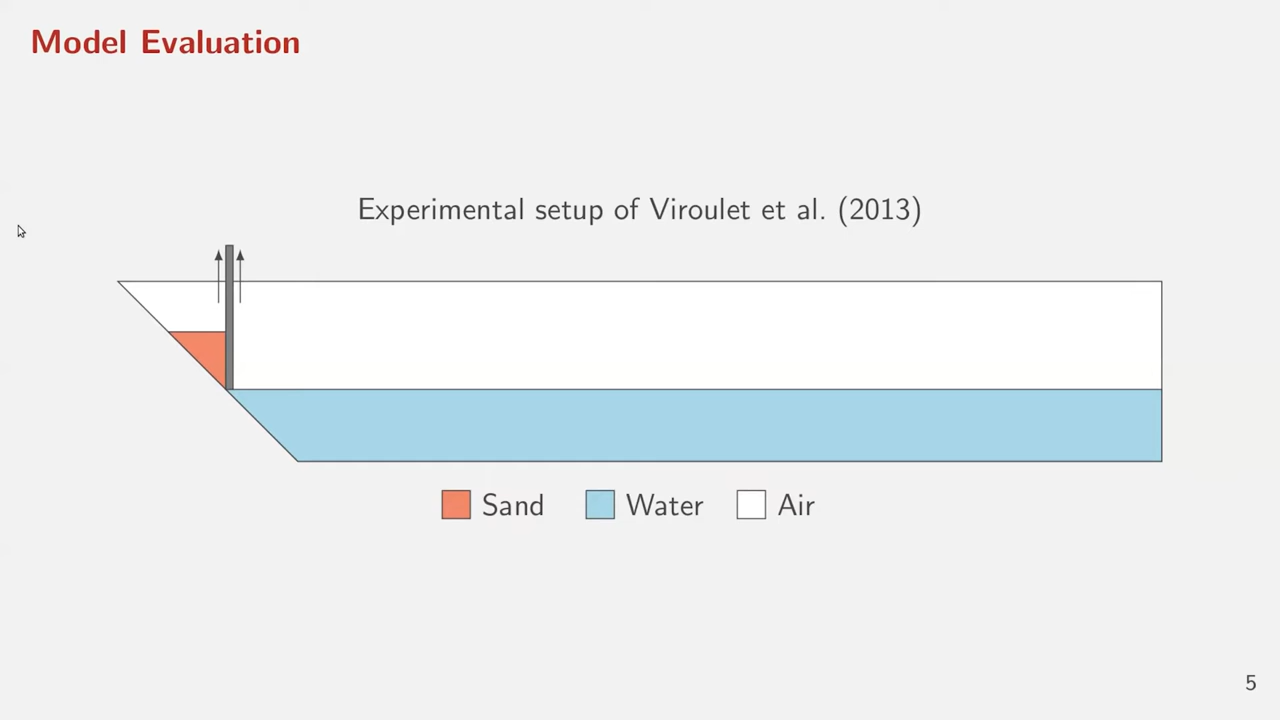 Model Evaluation
Experimental setup of Viroulet et al. (2013)
Sand Water Air
5